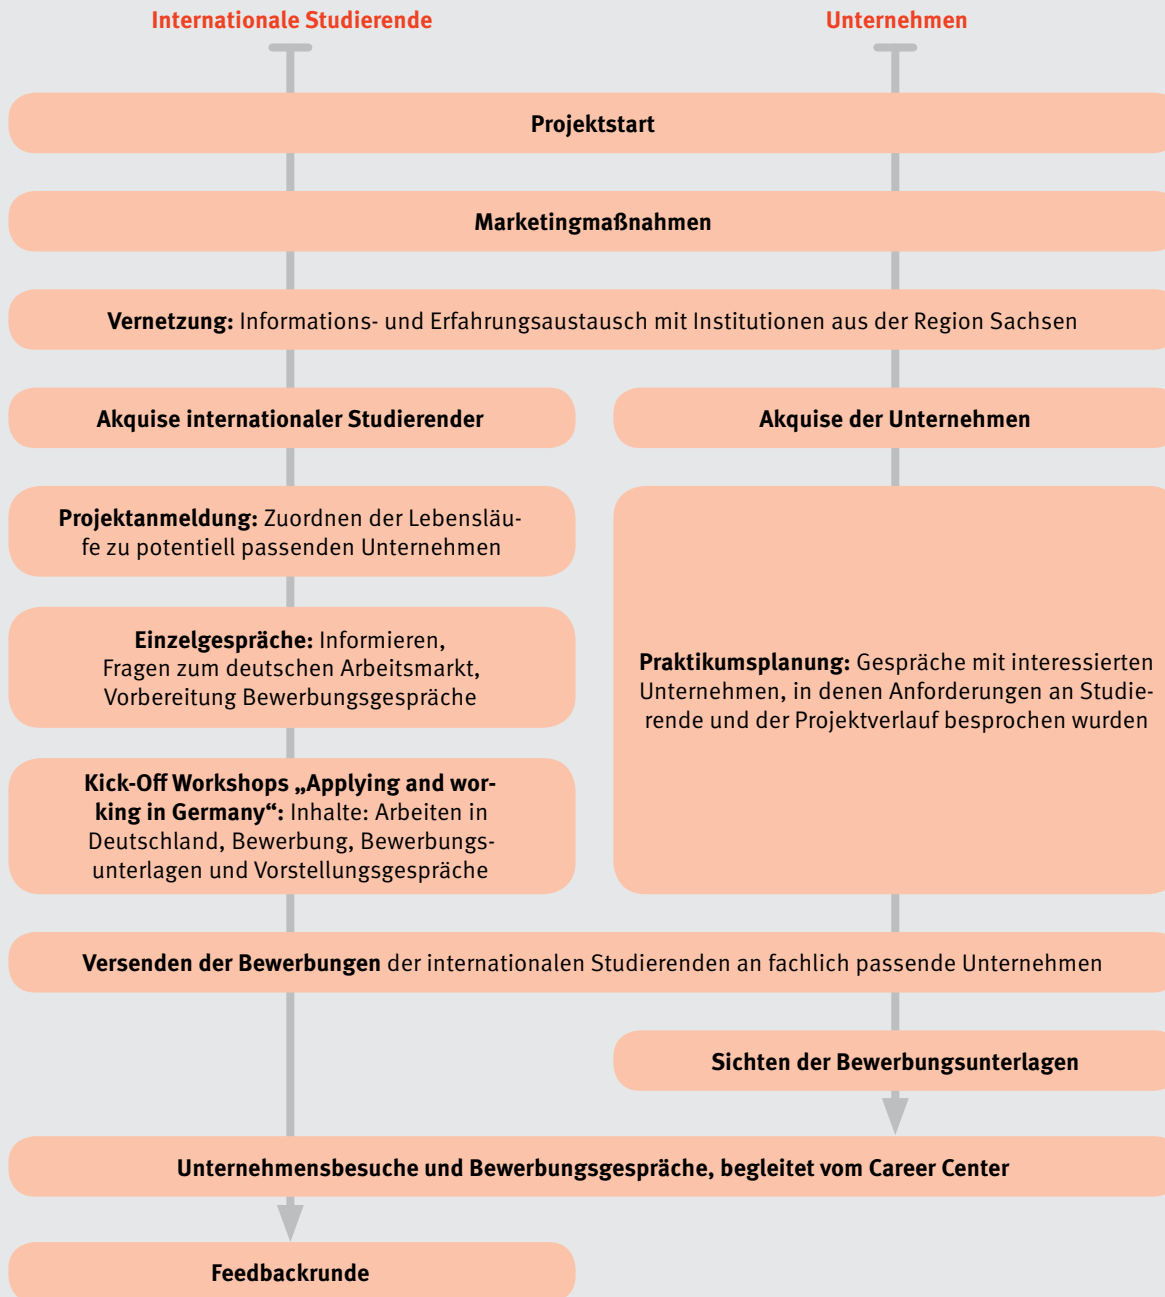 Internationale Studierende
Unternehmen
Projektstart
Marketingmaßnahmen
Vernetzung: Informations- und Erfahrungsaustausch mit Institutionen aus der Region Sachsen
Akquise internationaler Studierender
Akquise der Unternehmen
Projektanmeldung: Zuordnen der Lebensläu-
fe zu potentiell passenden Unternehmen
Einzelgespräche: Informieren,
Fragen zum deutschen Arbeitsmarkt,
Vorbereitung Bewerbungsgespräche
Kick-Off Workshops „Applying and wor-
king in Germany“: Inhalte: Arbeiten in
Deutschland, Bewerbung, Bewerbungs-
unterlagen und Vorstellungsgespräche
Praktikumsplanung: Gespräche mit interessierten
Unternehmen, in denen Anforderungen an Studie-
rende und der Projektverlauf besprochen wurden
Versenden der Bewerbungen der internationalen Studierenden an fachlich passende Unternehmen
Sichten der Bewerbungsunterlagen
Unternehmensbesuche und Bewerbungsgespräche, begleitet vom Career Center
Feedbackrunde